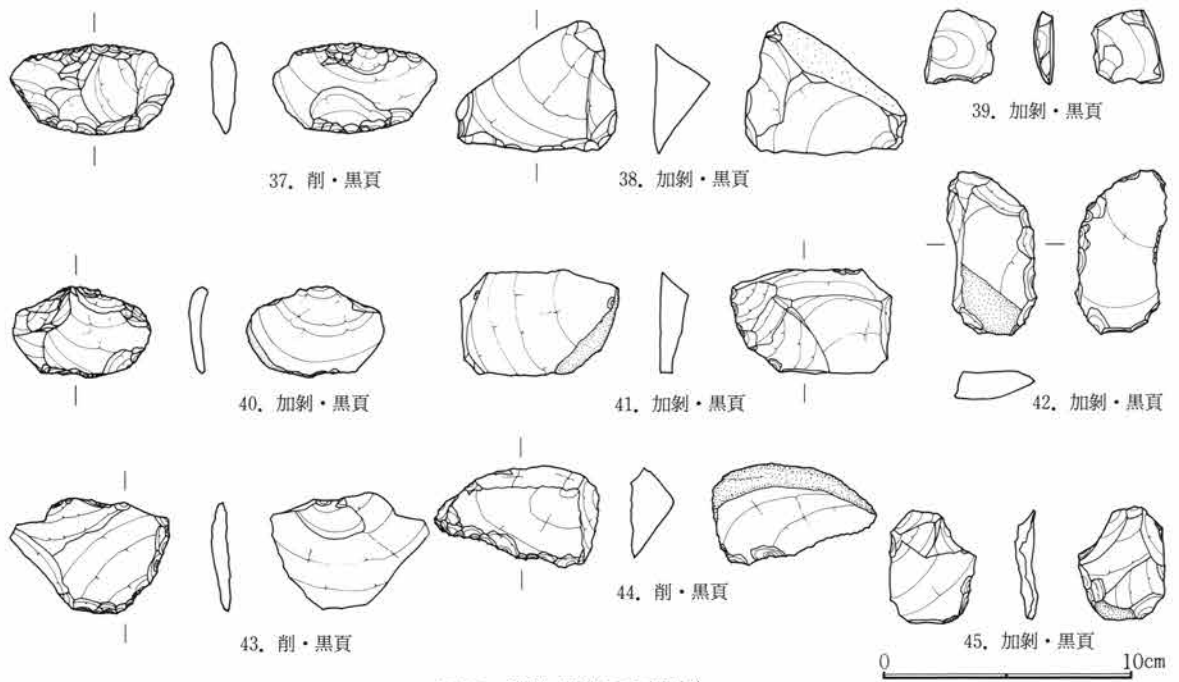 37. 削・黒頁
38. 加剝・黒頁
39. 加剝・黒頁
40. 加剝・黒頁
41. 加剝・黒頁
42. 加剝・黒頁
43. 削・黒頁
44. 削・黒頁
45. 加剝・黒頁
0 10cm